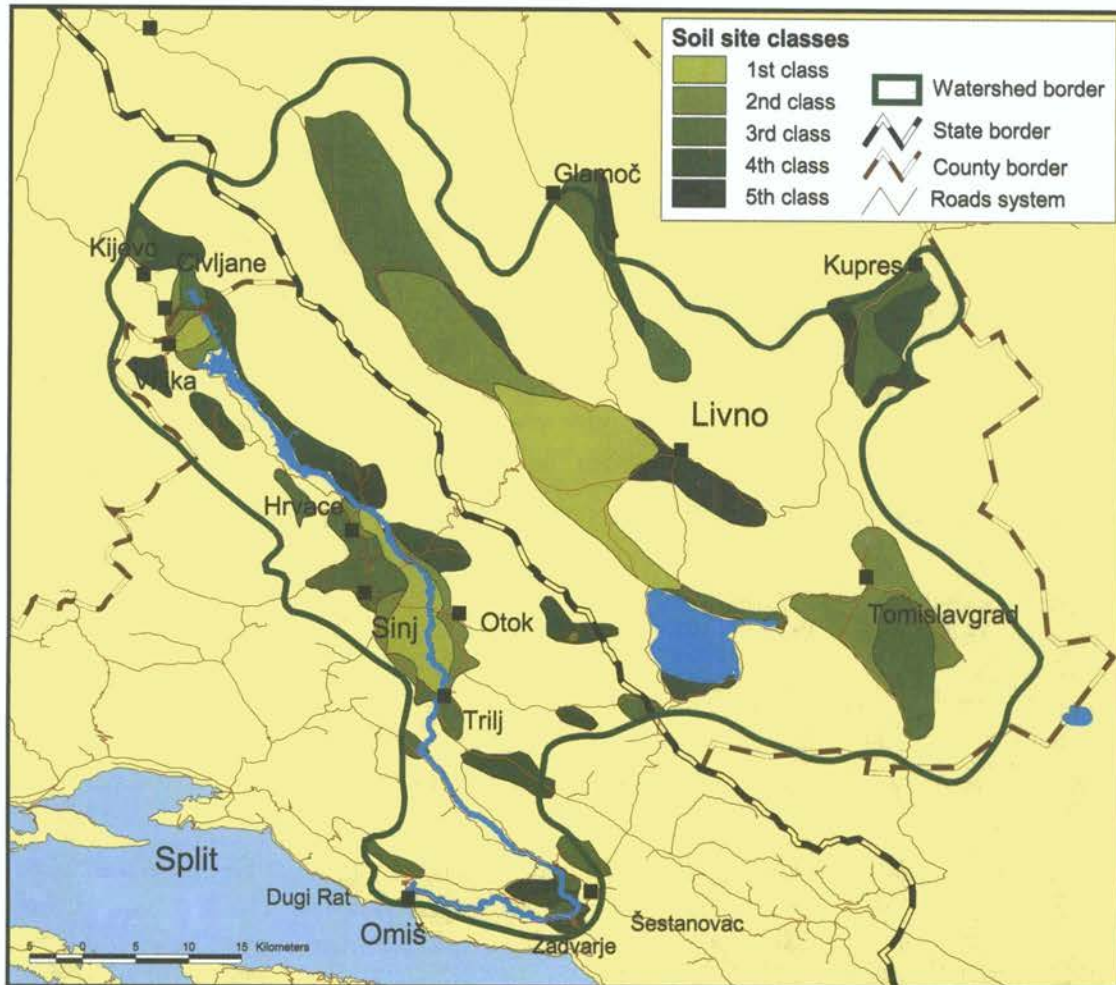 Soil site classes
1st class
2nd class
3rd class
4th class
5th class
Watershed border
State border
County border
Roads system
Glamoč
Kijevo
Civljane
Kupres
Vrlika
Livno
Hrvace
Sinj
Otok
Tomislavgrad
Trilj
Split
Dugi Rat
Omiš
Šestanovac
Zadvarje
5 0 5 10 15 Kilometers